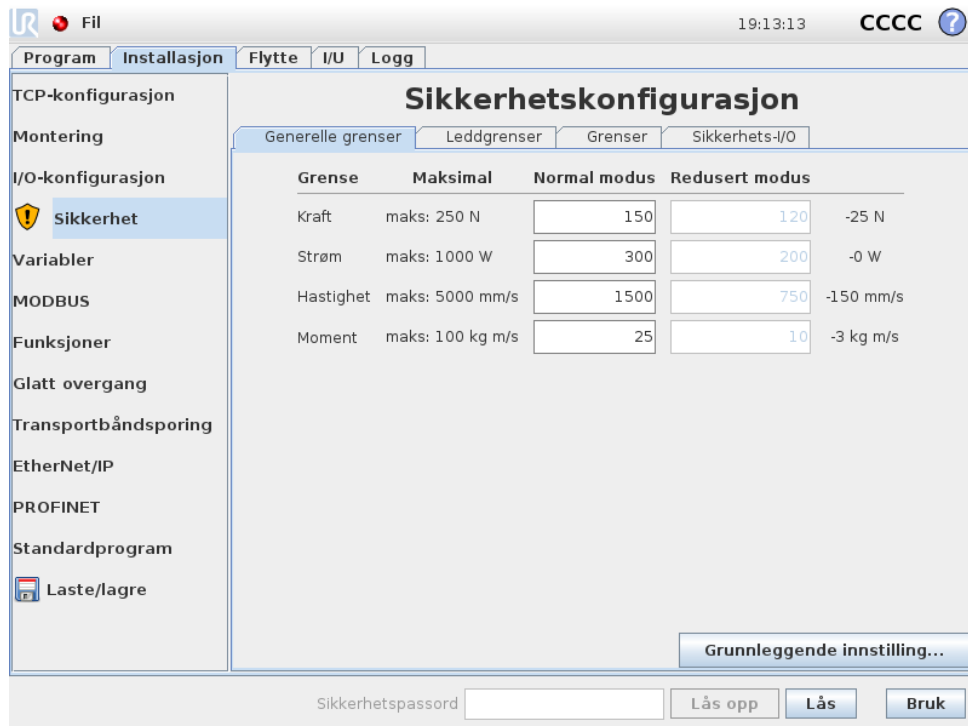 UR Fil 19:13:13 CCCC ?
Program Installasjon Flytte I/U Logg
TCP-konfigurasjon
Montering
I/O-konfigurasjon
Sikkerhet
Variabler
MODBUS
Funksjoner
Glatt overgang
Transportbåndsporing
EtherNet/IP
PROFINET
Standardprogram
Laste/lagre
Sikkerhetskonfigurasjon
Generelle grenser Leddgrenser Grenser Sikkerhets-I/O
Grense Maksimal Normal modus Redusert modus
Kraft maks: 250 N 150 120 -25 N
Strøm maks: 1000 W 300 200 -0 W
Hastighet maks: 5000 mm/s 1500 750 -150 mm/s
Moment maks: 100 kg m/s 25 10 -3 kg m/s
Grunnleggende innstilling...
Sikkerhetspassord Lås opp Lås Bruk